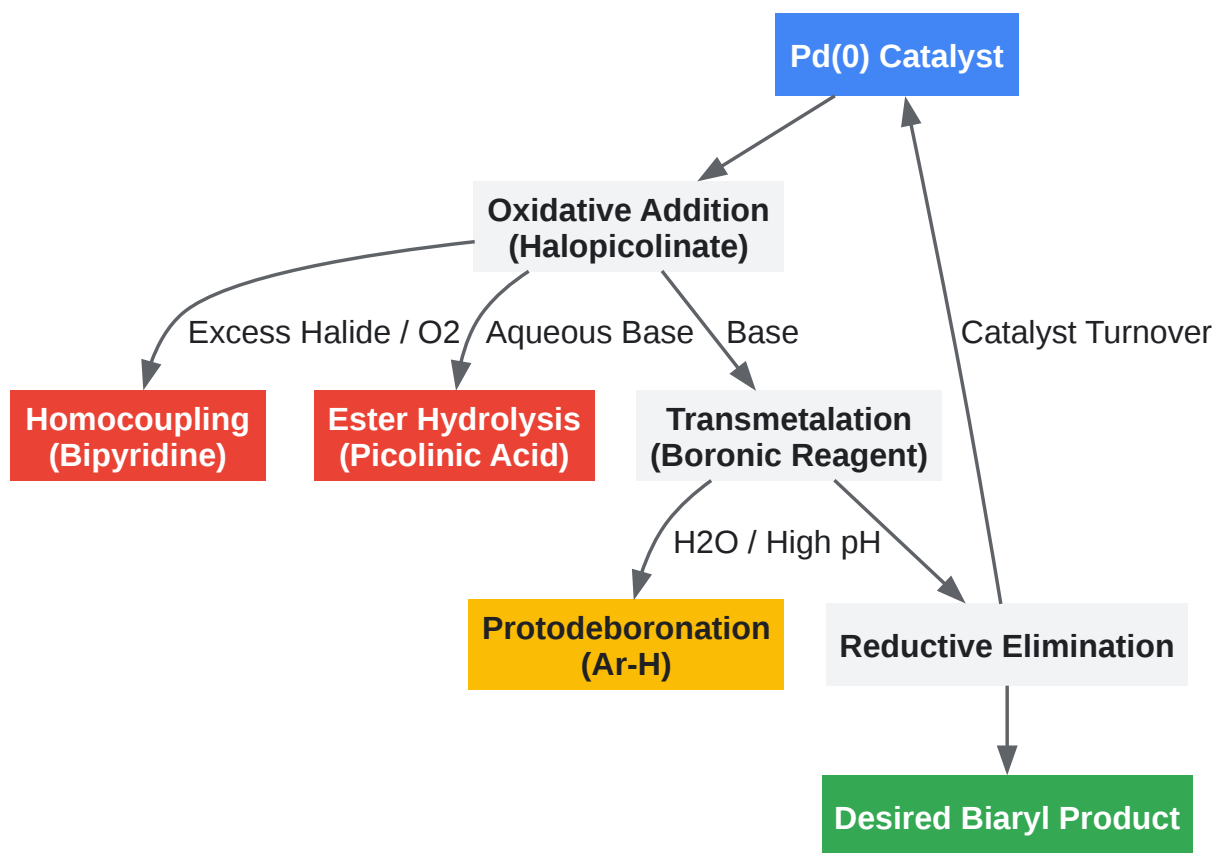 Pd(0) Catalyst
Oxidative Addition
(Halopicolinate)
Excess Halide / O2
Aqueous Base
Base
Catalyst Turnover
Homocoupling
(Bipyridine)
Ester Hydrolysis
(Picolinic Acid)
Transmetalation
(Boronic Reagent)
H2O / High pH
Protodeboronation
(Ar-H)
Reductive Elimination
Desired Biaryl Product